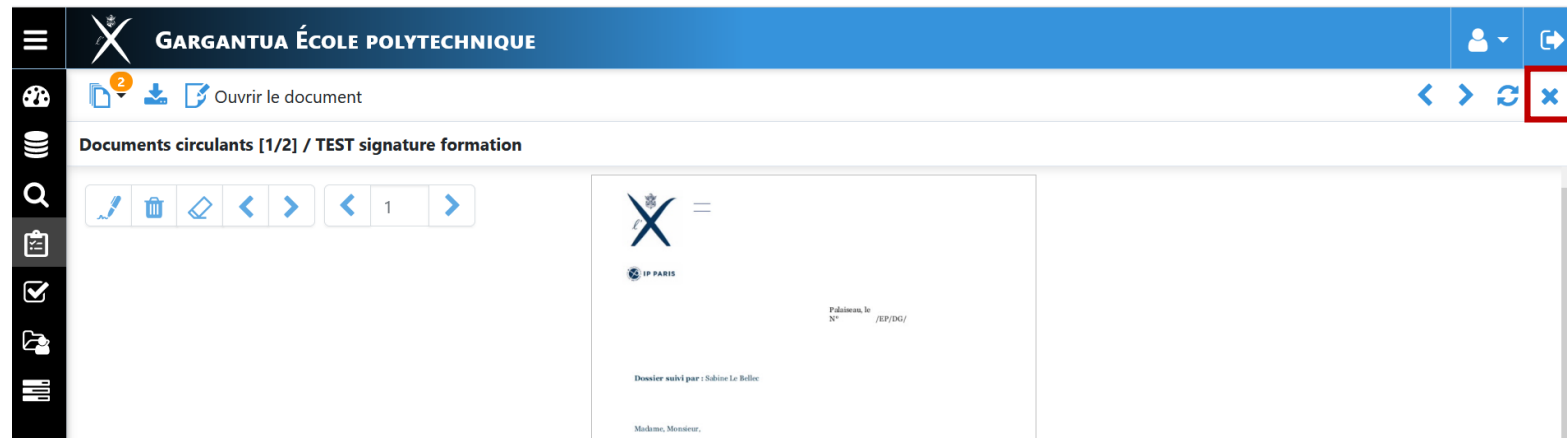 GARGANTUA ÉCOLE POLYTECHNIQUE
2
Ouvrir le document
Documents circulants [1/2] / TEST signature formation
1
IP PARIS
Palaiseau, le
N° /EP/DG/
Dossier suivi par : Sabine Le Bellec
Madame, Monsieur,